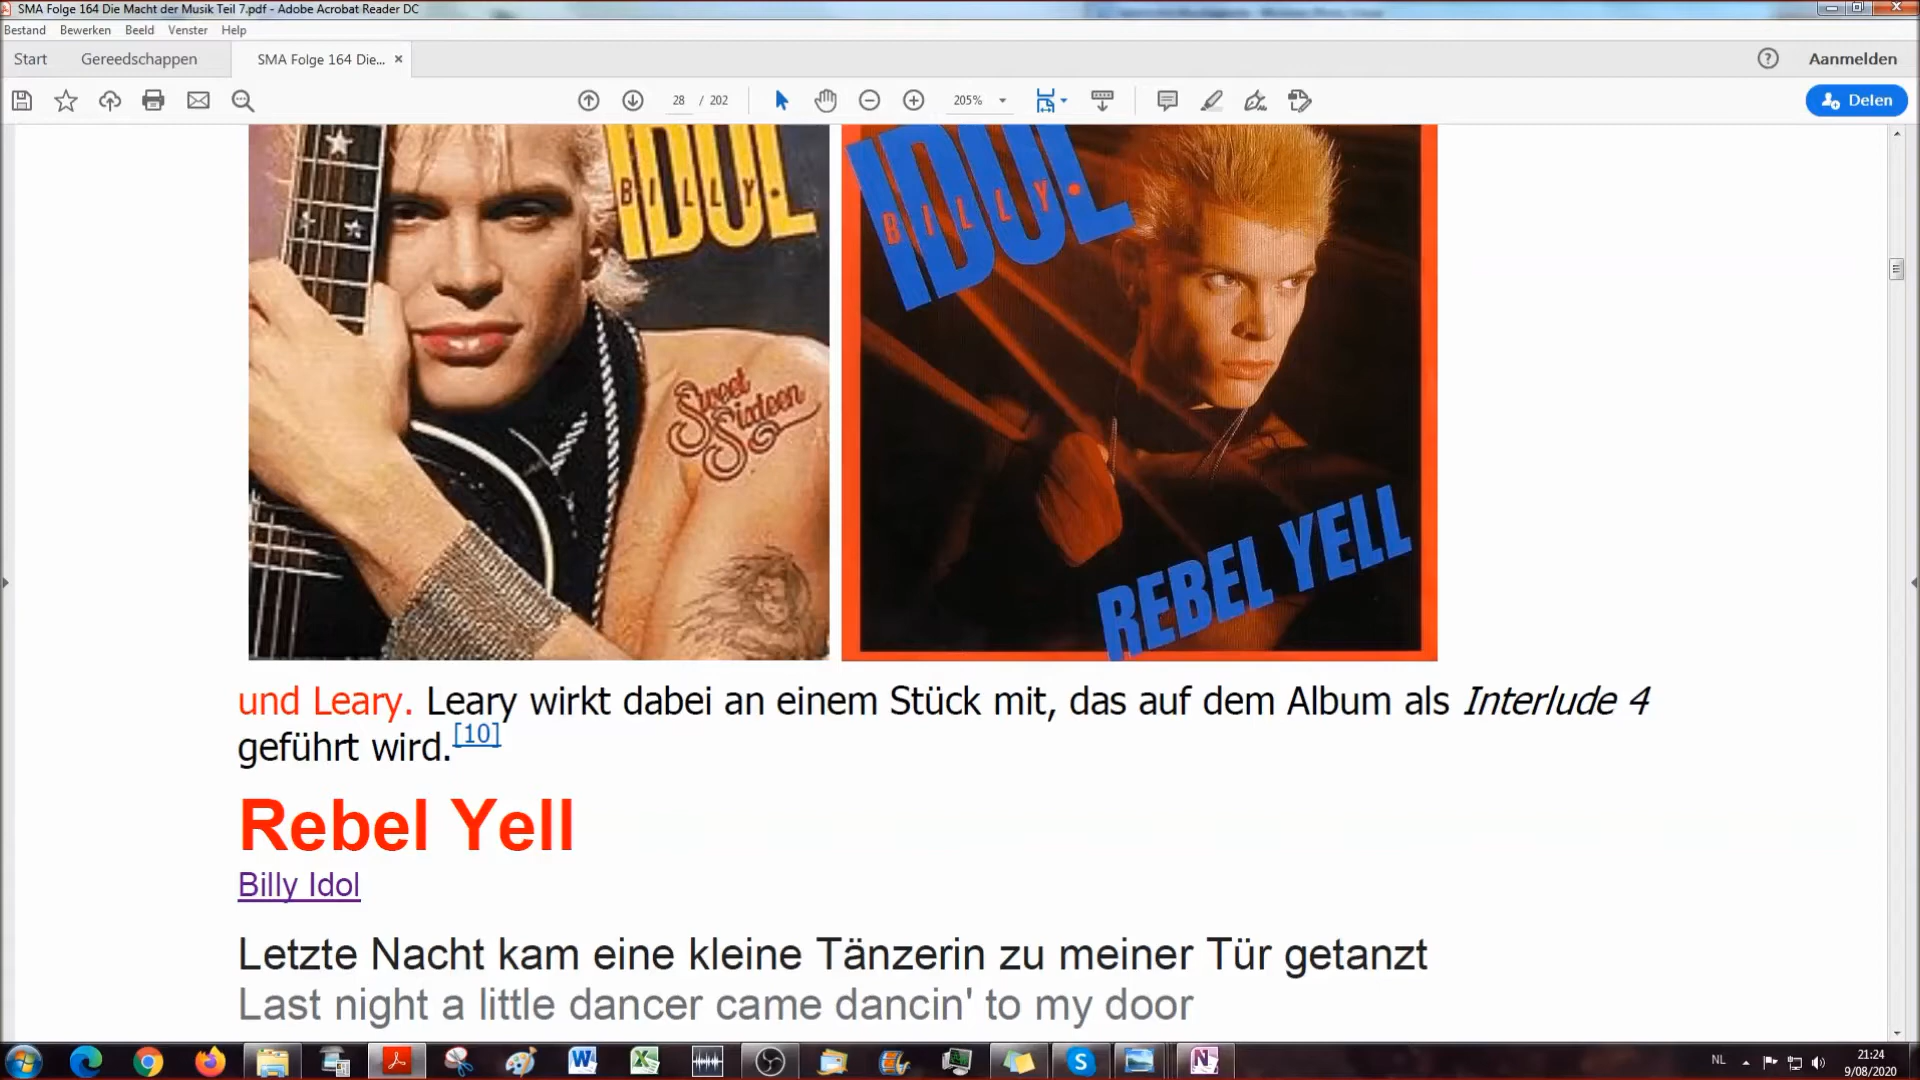 SMA Folge 164 Die Macht der Musik Teil 7.pdf - Adobe Acrobat Reader DC
Bestand Bewerken Beeld Venster Help
Start Gereedschappen SMA Folge 164 Die... × Aanmelden
28 / 202 205% Delen
IDOL
BILLY.
Sweet
Sixteen
IDOL
BILLY.
REBEL YELL
und Leary. Leary wirkt dabei an einem Stück mit, das auf dem Album als Interlude 4
geführt wird.[10]
Rebel Yell
Billy Idol
Letzte Nacht kam eine kleine Tänzerin zu meiner Tür getanzt
Last night a little dancer came dancin' to my door
NL 21:24
9/08/2020